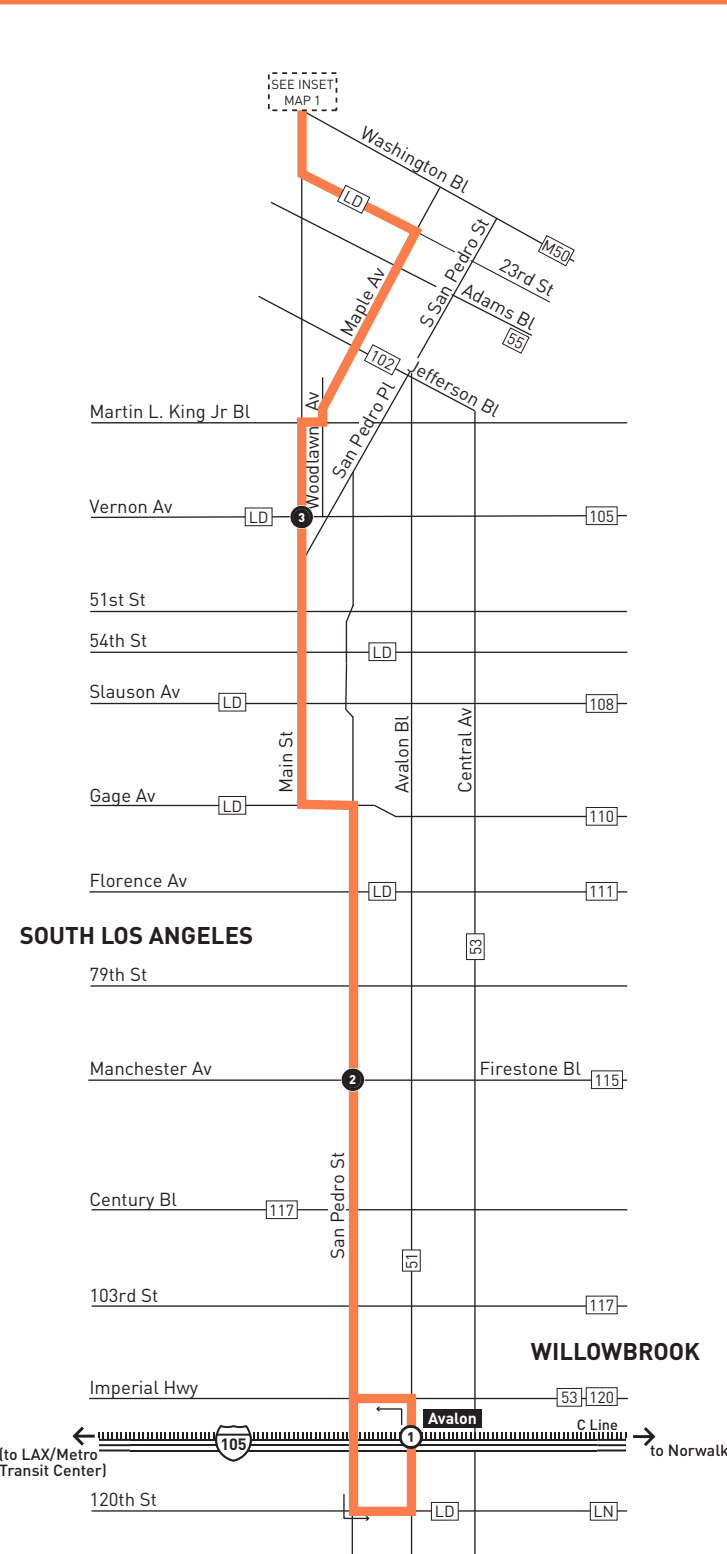 SEE INSET
MAP 1
Washington Bl
LD
M50
23rd St
S San Pedro St
Maple Av
Adams Bl
55
102
Jefferson Bl
Woodlawn Av
San Pedro Pl
Martin L. King Jr Bl
Vernon Av
LD
3
105
51st St
54th St
LD
Slauson Av
LD
108
Main St
Avalon Bl
Central Av
Gage Av
LD
110
Florence Av
LD
111
SOUTH LOS ANGELES
53
79th St
Manchester Av
2
Firestone Bl
115
San Pedro St
Century Bl
117
51
103rd St
117
WILLOWBROOK
Imperial Hwy
53
120
Avalon
C Line
1
105
(to LAX/Metro
Transit Center)
to Norwalk
120th St
LD
LN